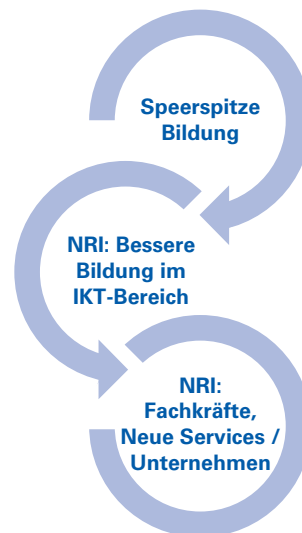 Speerspitze
Bildung
NRI: Bessere
Bildung im
IKT-Bereich
NRI:
Fachkräfte,
Neue Services /
Unternehmen